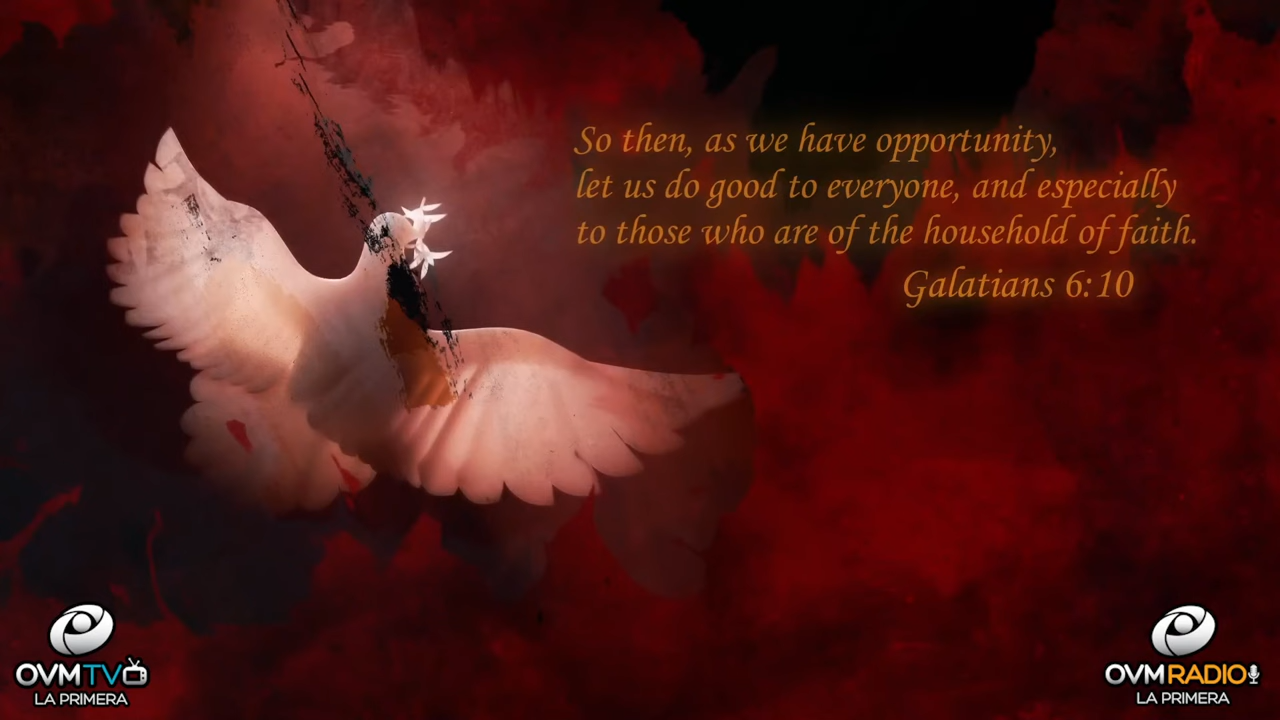 So then, as we have opportunity,
let us do good to everyone, and especially
to those who are of the household of faith.
Galatians 6:10
OVMTV
LA PRIMERA
OVMRADIO
LA PRIMERA